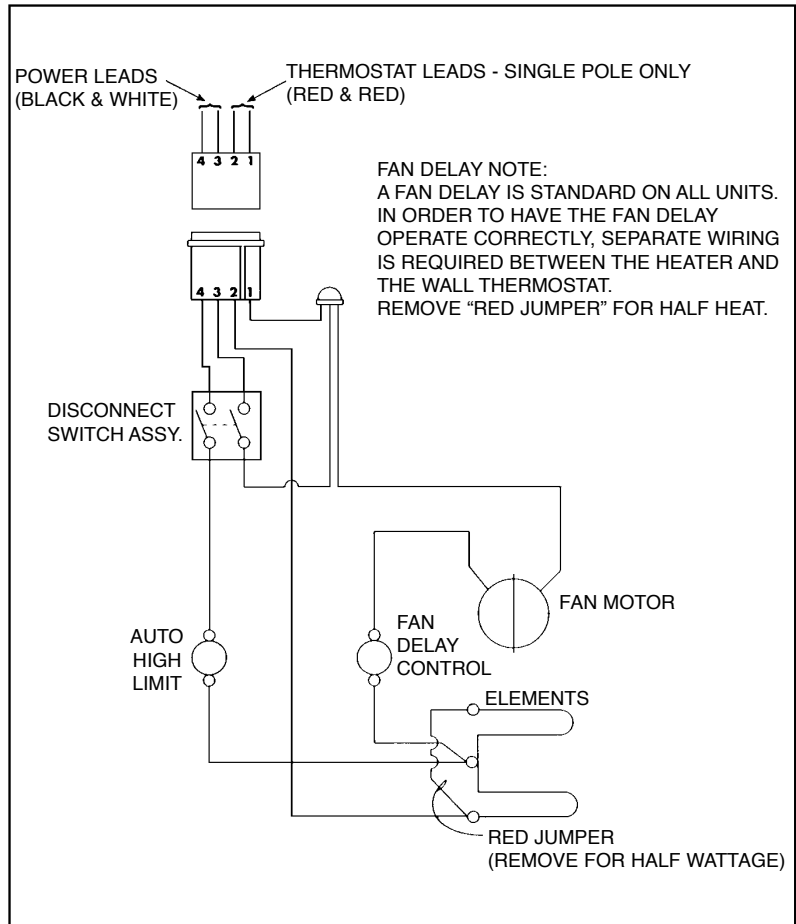 POWER LEADS
(BLACK & WHITE)
THERMOSTAT LEADS - SINGLE POLE ONLY
(RED & RED)
4 3 2 1
FAN DELAY NOTE:
A FAN DELAY IS STANDARD ON ALL UNITS.
IN ORDER TO HAVE THE FAN DELAY
OPERATE CORRECTLY, SEPARATE WIRING
IS REQUIRED BETWEEN THE HEATER AND
THE WALL THERMOSTAT.
REMOVE “RED JUMPER” FOR HALF HEAT.
4 3 2 1
DISCONNECT
SWITCH ASSY.
FAN MOTOR
AUTO
HIGH
LIMIT
FAN
DELAY
CONTROL
ELEMENTS
RED JUMPER
(REMOVE FOR HALF WATTAGE)